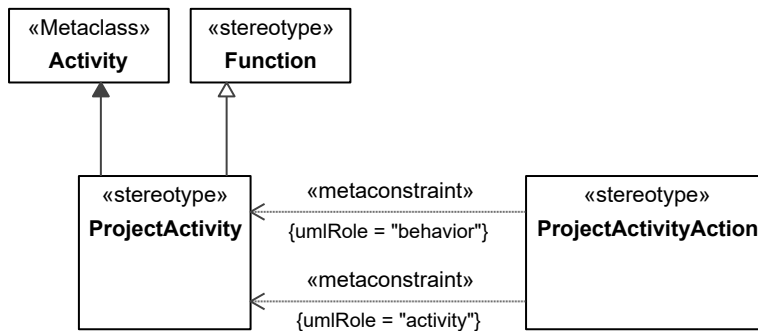 «Metaclass»
Activity
«stereotype»
Function
«stereotype»
ProjectActivity
«metaconstraint»
{umlRole = "behavior"}
«metaconstraint»
{umlRole = "activity"}
«stereotype»
ProjectActivityAction